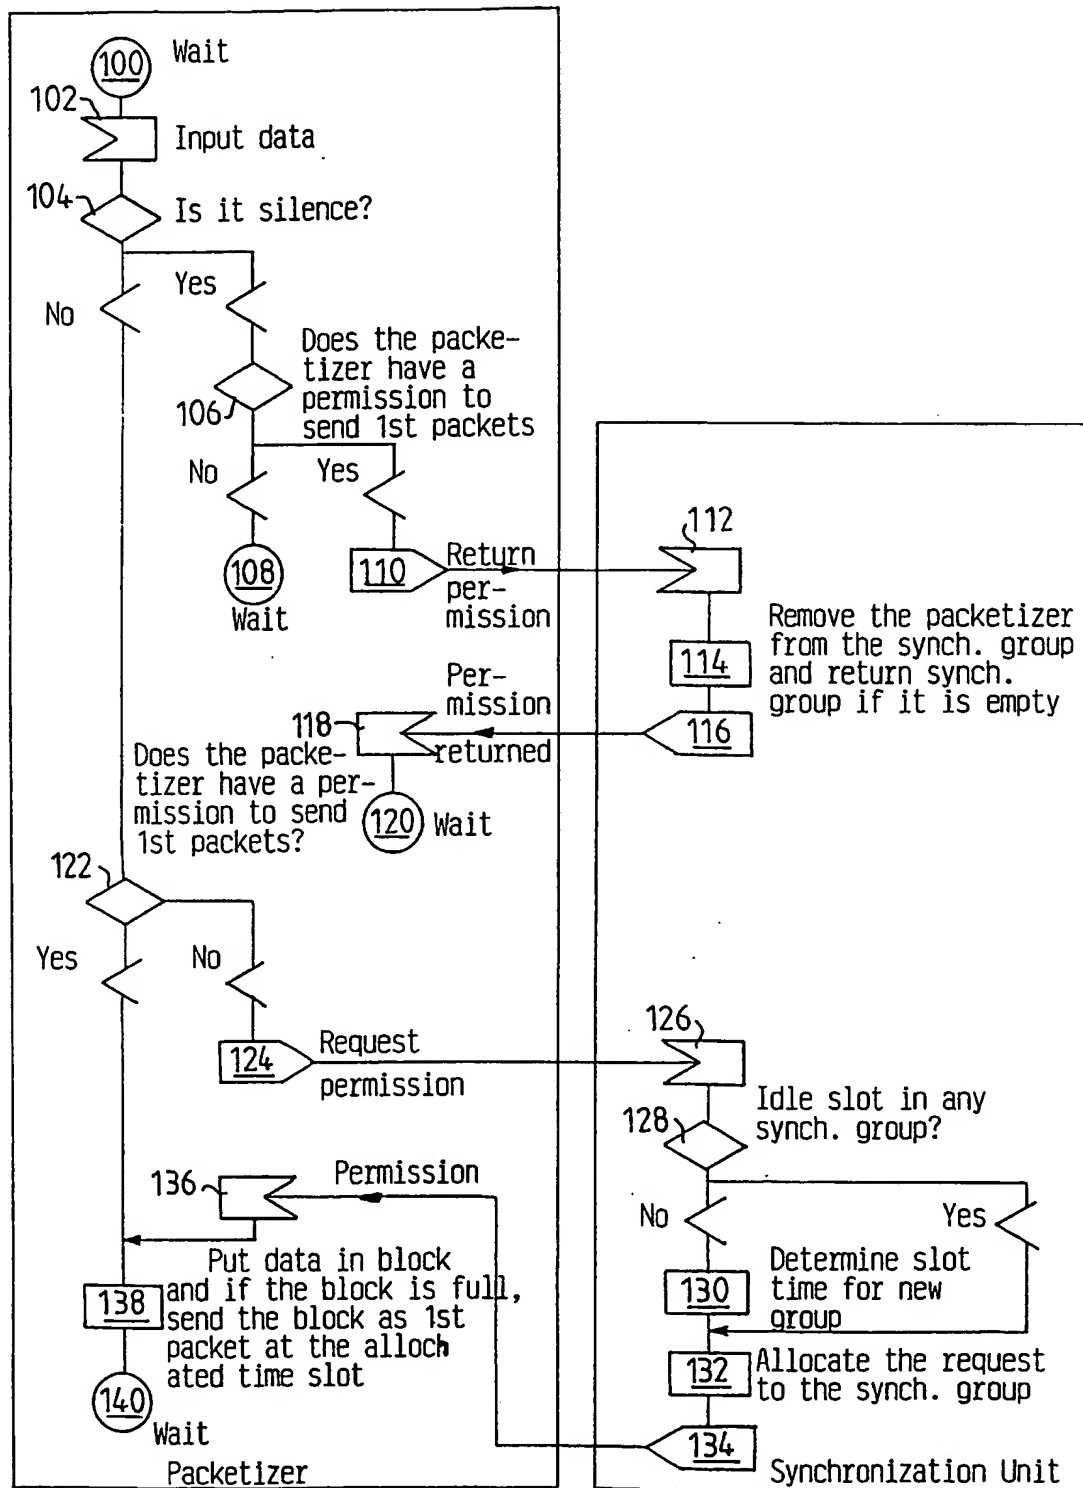 100
Wait
102
Input data
104
Is it silence?
No
Yes
Does the packe-
tizer have a
permission to
send 1st packets
106
No
Yes
108
Wait
110
Return
per-
mission
112
Remove the packetizer
from the synch. group
and return synch.
group if it is empty
114
116
Per-
mission
returned
118
120
Wait
Does the packe-
tizer have a per-
mission to send
1st packets?
122
Yes
No
124
Request
permission
126
Idle slot in any
synch. group?
128
No
Yes
130
Determine slot
time for new
group
132
Allocate the request
to the synch. group
134
Permission
136
Put data in block
and if the block is full,
send the block as 1st
packet at the alloch
ated time slot
138
140
Wait
Packetizer
Synchronization Unit